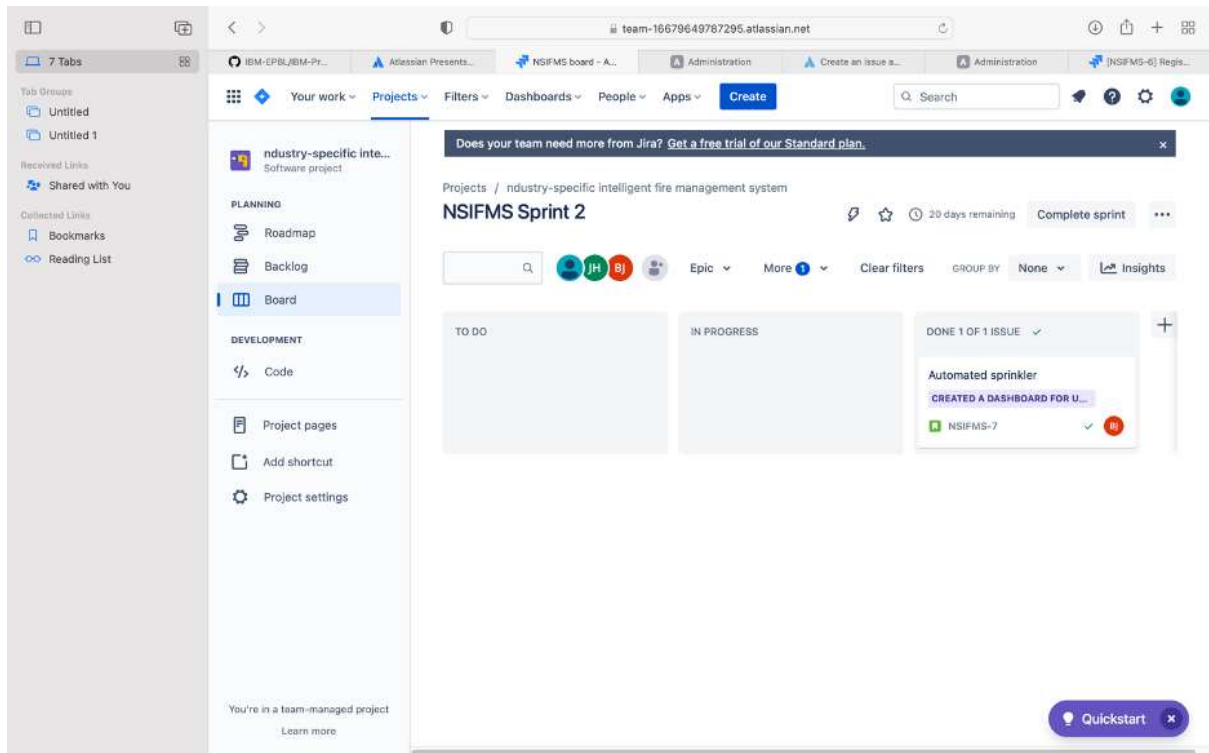 team-16679649787295.atlassian.net
7 Tabs
IBM-EPBL/IBM-Pr...
Atlassian Presents...
NSIFMS board - A...
Administration
Create an issue a...
Administration
[NSIFMS-6] Regis...
Tab Groups
Untitled
Untitled 1
Received Links
Shared with You
Collected Links
Bookmarks
Reading List
Your work
Projects
Filters
Dashboards
People
Apps
Create
Search
ndustry-specific inte...
Software project
PLANNING
Roadmap
Backlog
Board
DEVELOPMENT
Code
Project pages
Add shortcut
Project settings
You're in a team-managed project
Learn more
Does your team need more from Jira? Get a free trial of our Standard plan.
Projects / ndustry-specific intelligent fire management system
NSIFMS Sprint 2
20 days remaining
Complete sprint
JH
BJ
Epic
More 1
Clear filters
GROUP BY
None
Insights
TO DO
IN PROGRESS
DONE 1 OF 1 ISSUE
Automated sprinkler
CREATED A DASHBOARD FOR U...
NSIFMS-7
BJ
Quickstart